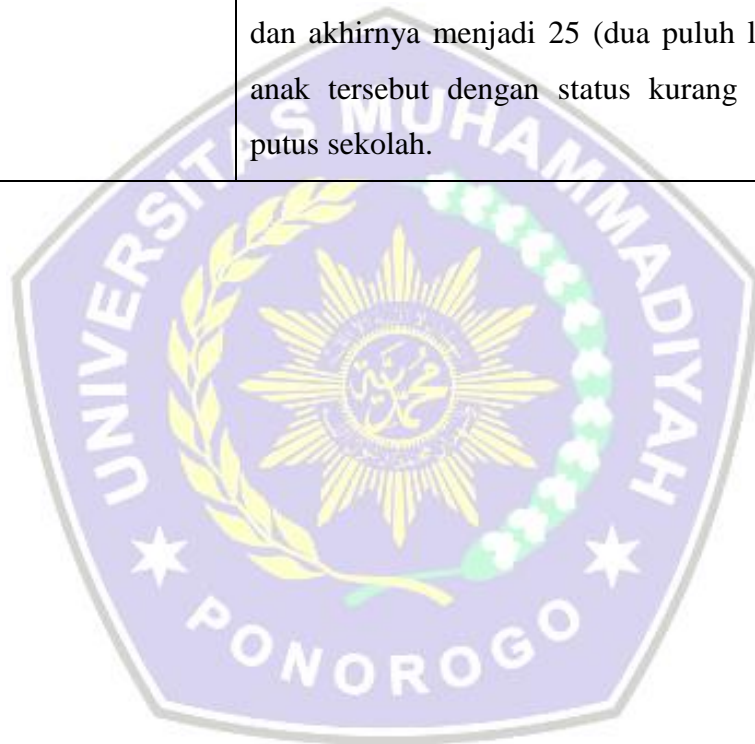 dan akhirnya menjadi 25 (dua puluh l
anak tersebut dengan status kurang
putus sekolah.
UNIVERSITAS MUHAMMADIYAH
PONOROGO